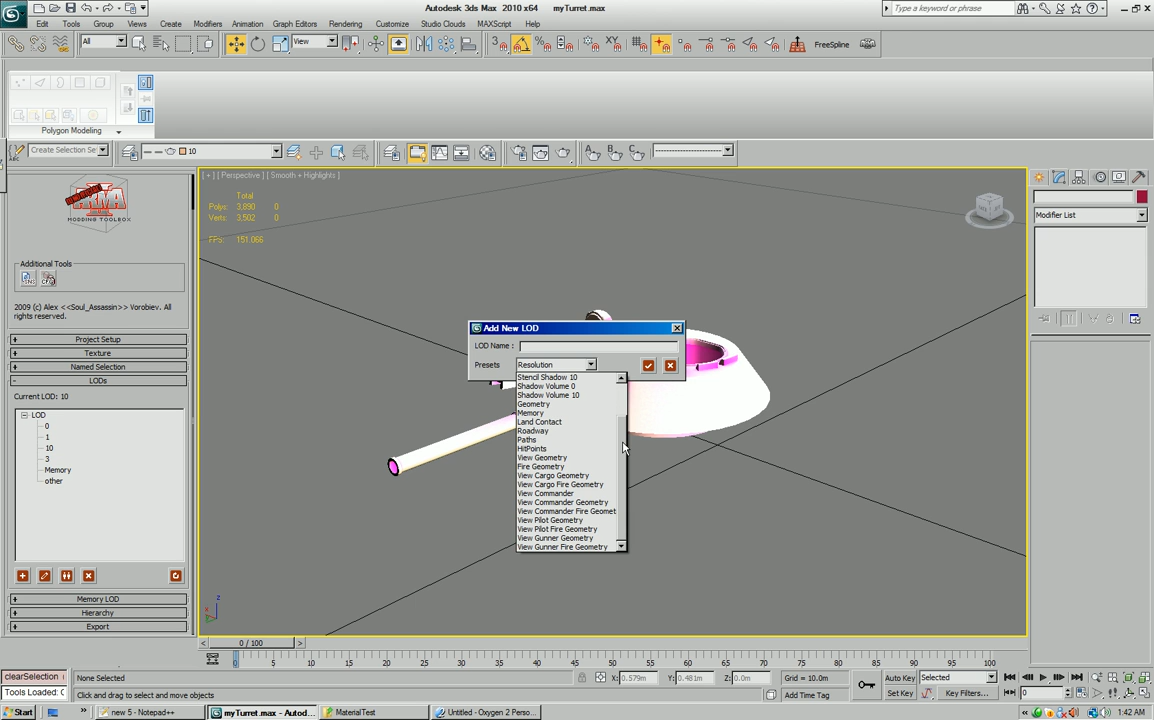 Autodesk 3ds Max 2010 x64 myTurret.max
Type a keyword or phrase
Edit Tools Group Views Create Modifiers Animation Graph Editors Rendering Customize Studio Clouds MAXScript Help
All
View
FreeSpline
Polygon Modeling
Create Selection Se
10
[ + ] [ Perspective ] [ Smooth + Highlights ]
Total
Polys: 3,890 0
Verts: 3,502 0
FPS: 151.066
MODDING TOOLBOX
Additional Tools
2009 (c) Alex <<Soul_Assassin>> Vorobiev. All
rights reserved.
Project Setup
Texture
Named Selection
LODs
Current LOD: 10
LOD
0
1
10
3
Memory
other
Memory LOD
Hierarchy
Export
Add New LOD
LOD Name :
Presets Resolution
Stencil Shadow 10
Shadow Volume 0
Shadow Volume 10
Geometry
Memory
Land Contact
Roadway
Paths
HitPoints
View Geometry
Fire Geometry
View Cargo Geometry
View Cargo Fire Geometry
View Commander
View Commander Geometry
View Commander Fire Geomet
View Pilot Geometry
View Pilot Fire Geometry
View Gunner Geometry
View Gunner Fire Geometry
Modifier List
z
x
0 / 100
0 5 10 15 20 25 30 35 40 45 50 55 60 65 70 75 80 85 90 95 100
clearSelection
None Selected
X: 0.579m Y: 0.481m Z: 0.0m
Grid = 10.0m
Auto Key Selected
Tools Loaded: C
Click and drag to select and move objects
Add Time Tag
Set Key Key Filters...
0
Start
new 5 - Notepad++
myTurret.max - Autod...
MaterialTest
Untitled - Oxygen 2 Perso...
1:42 AM